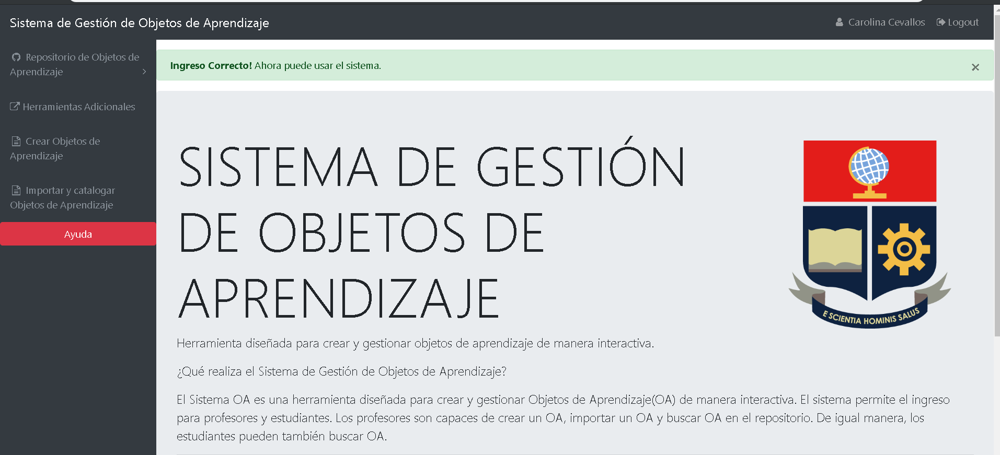 Sistema de Gestión de Objetos de Aprendizaje
Carolina Cevallos
Logout
Repositorio de Objetos de
Aprendizaje
Herramientas Adicionales
Crear Objetos de
Aprendizaje
Importar y catalogar
Objetos de Aprendizaje
Ayuda
Ingreso Correcto! Ahora puede usar el sistema.
×
SISTEMA DE GESTIÓN
DE OBJETOS DE
APRENDIZAJE
E SCIENTIA HOMINIS SALUS
Herramienta diseñada para crear y gestionar objetos de aprendizaje de manera interactiva.
¿Qué realiza el Sistema de Gestión de Objetos de Aprendizaje?
El Sistema OA es una herramienta diseñada para crear y gestionar Objetos de Aprendizaje(OA) de manera interactiva. El sistema permite el ingreso
para profesores y estudiantes. Los profesores son capaces de crear un OA, importar un OA y buscar OA en el repositorio. De igual manera, los
estudiantes pueden también buscar OA.